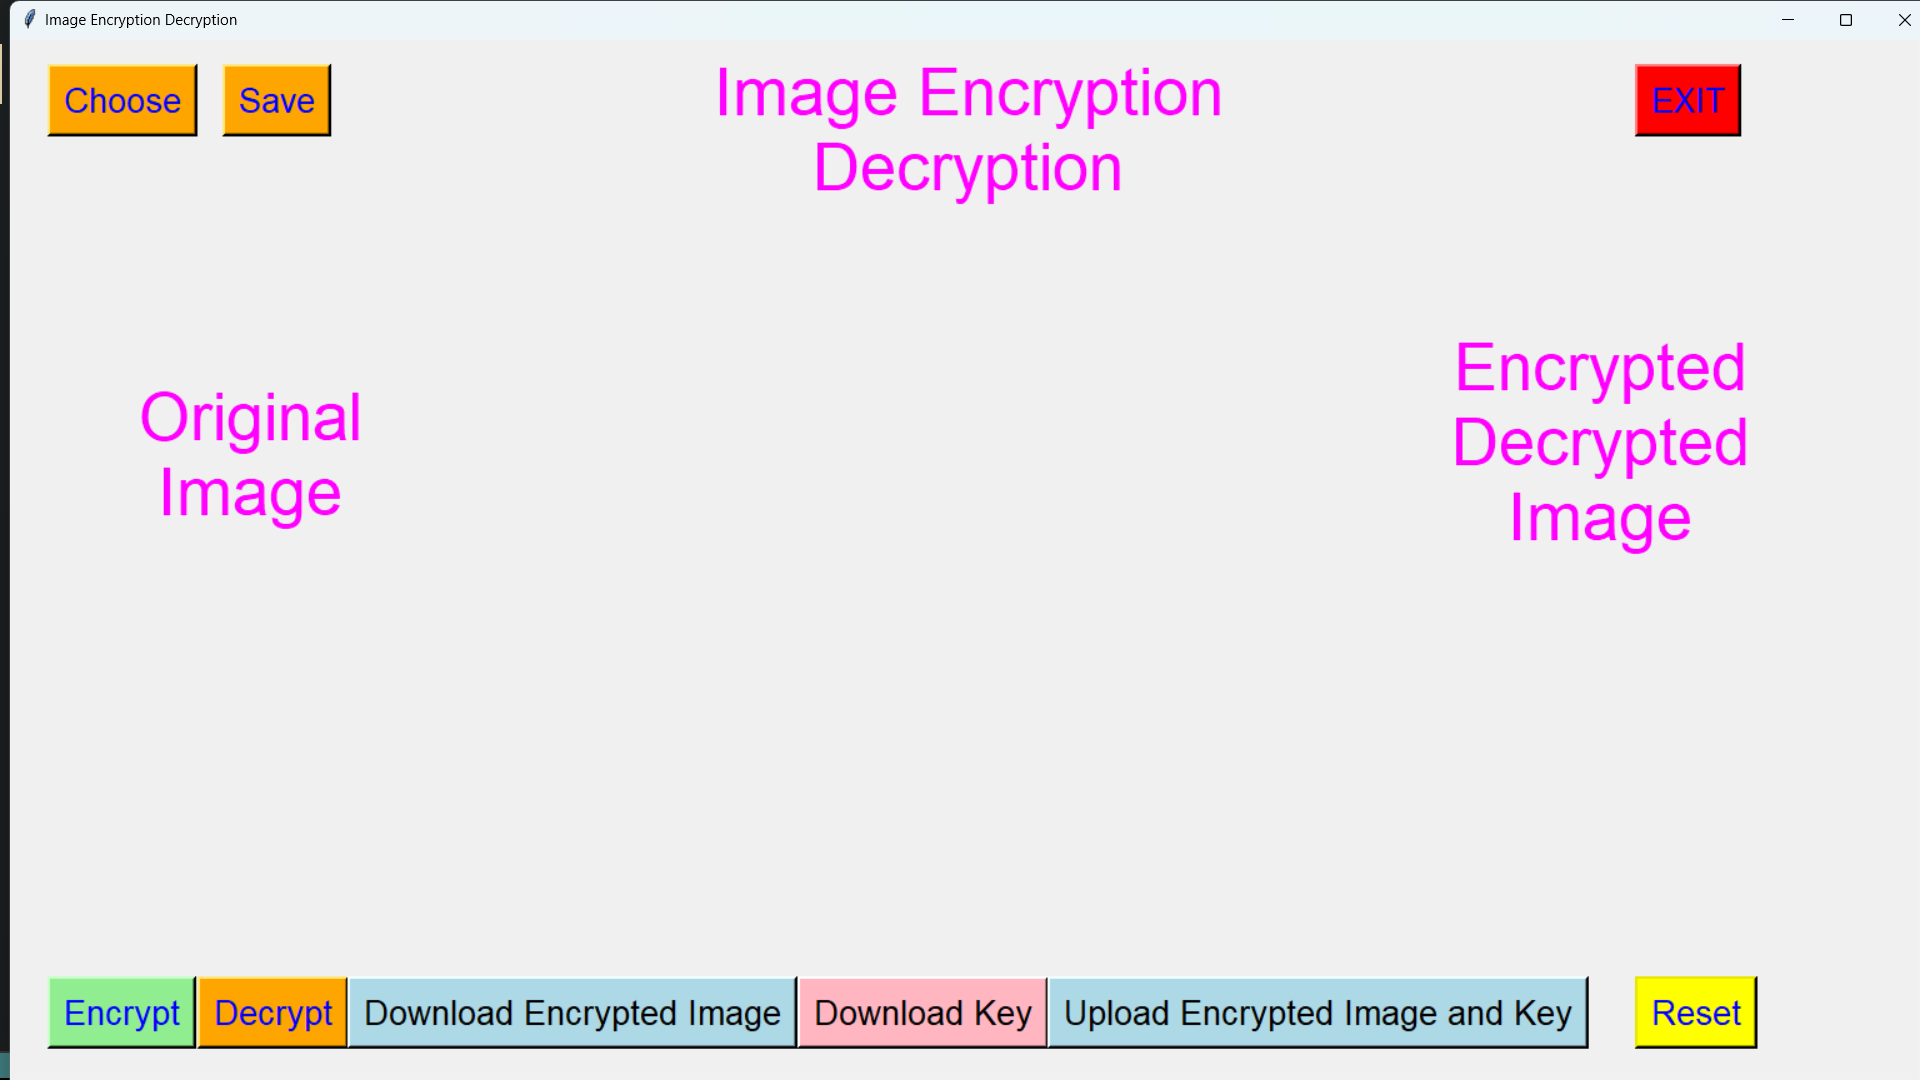 Image Encryption Decryption
Choose
Save
Image Encryption
Decryption
EXIT
Original
Image
Encrypted
Decrypted
Image
Encrypt
Decrypt
Download Encrypted Image
Download Key
Upload Encrypted Image and Key
Reset